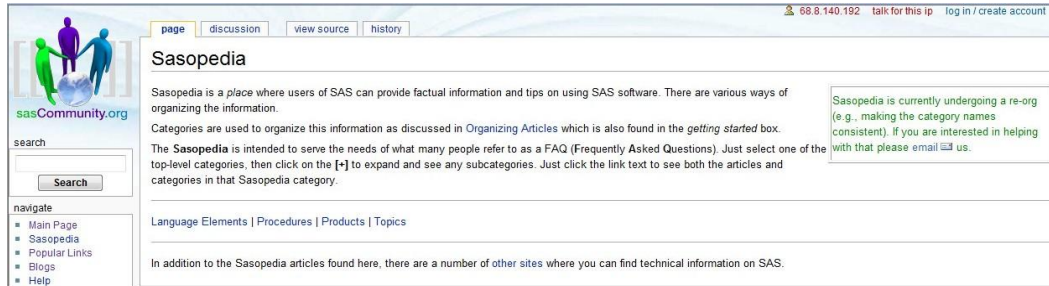 68.8.140.192 talk for this ip log in / create account
page discussion view source history
sasCommunity.org
search
Search
navigate
Main Page
Sasopedia
Popular Links
Blogs
Help
Sasopedia
Sasopedia is a place where users of SAS can provide factual information and tips on using SAS software. There are various ways of
organizing the information.
Categories are used to organize this information as discussed in Organizing Articles which is also found in the getting started box.
The Sasopedia is intended to serve the needs of what many people refer to as a FAQ (Frequently Asked Questions). Just select one of the
top-level categories, then click on the [+] to expand and see any subcategories. Just click the link text to see both the articles and
categories in that Sasopedia category.
Sasopedia is currently undergoing a re-org
(e.g., making the category names
consistent). If you are interested in helping
with that please email us.
Language Elements | Procedures | Products | Topics
In addition to the Sasopedia articles found here, there are a number of other sites where you can find technical information on SAS.